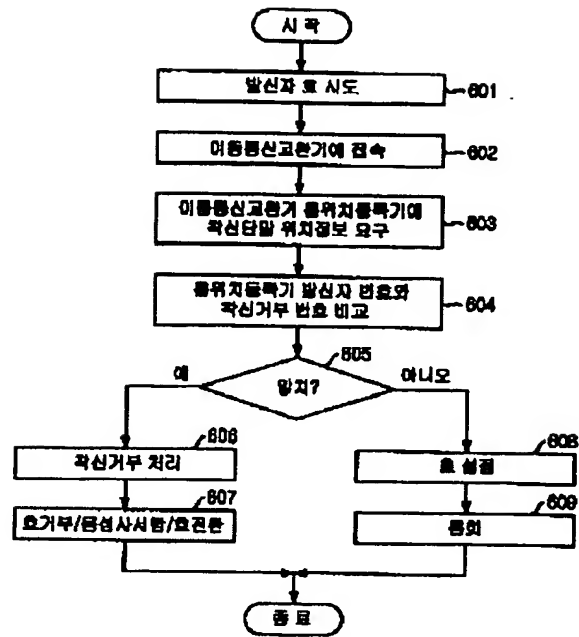 시 작
발신자 호 시도
601
이동통신교환기에 접속
602
이동통신교환기 홈위치등록기에
착신단말 위치정보 요구
603
홈위치등록기 발신자 번호와
착신거부 번호 비교
604
605
예
일치?
아니오
606
착신거부 처리
608
호 설정
607
호거부/음성사서함/호전환
609
통화
종 료